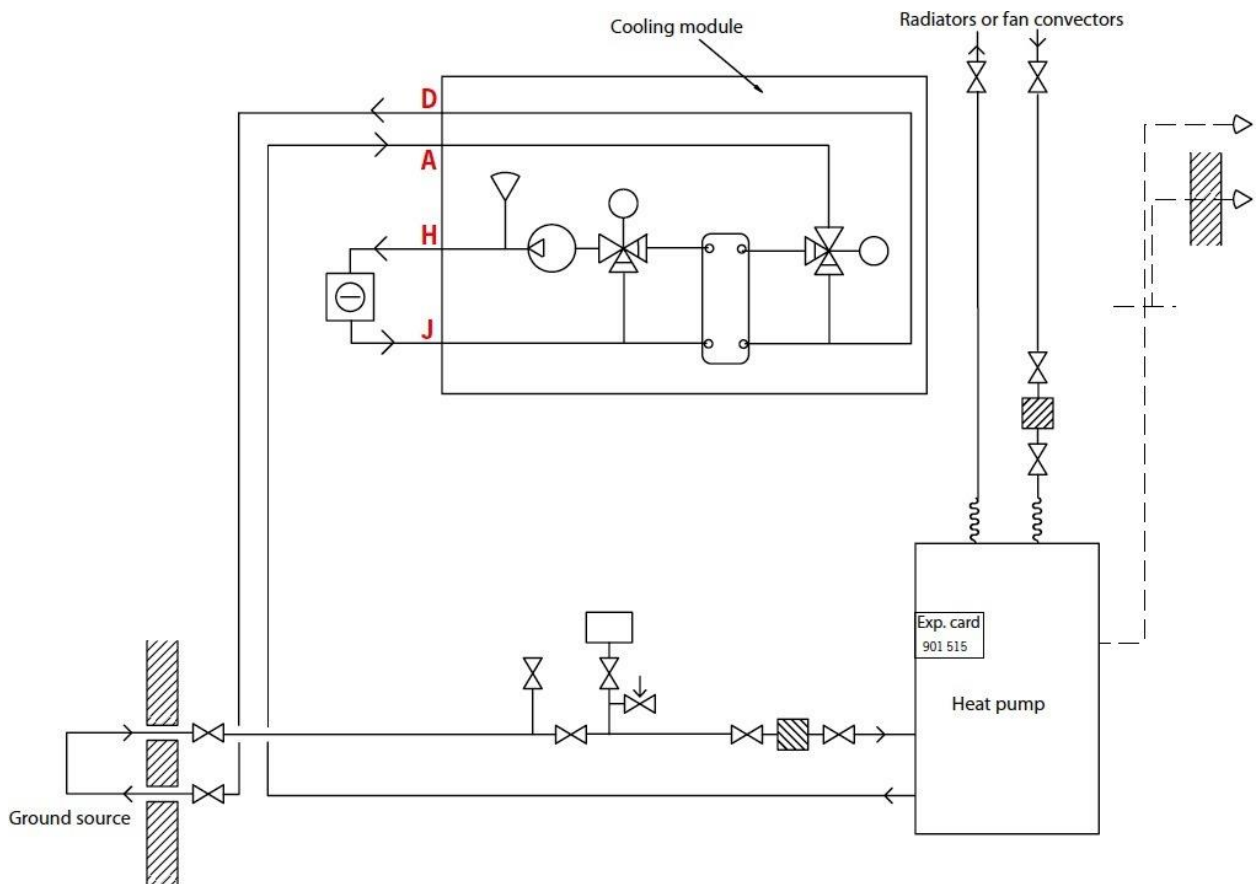 Radiators or fan convectors
Cooling module
D
A
H
J
Exp. card
901 515
Heat pump
Ground source